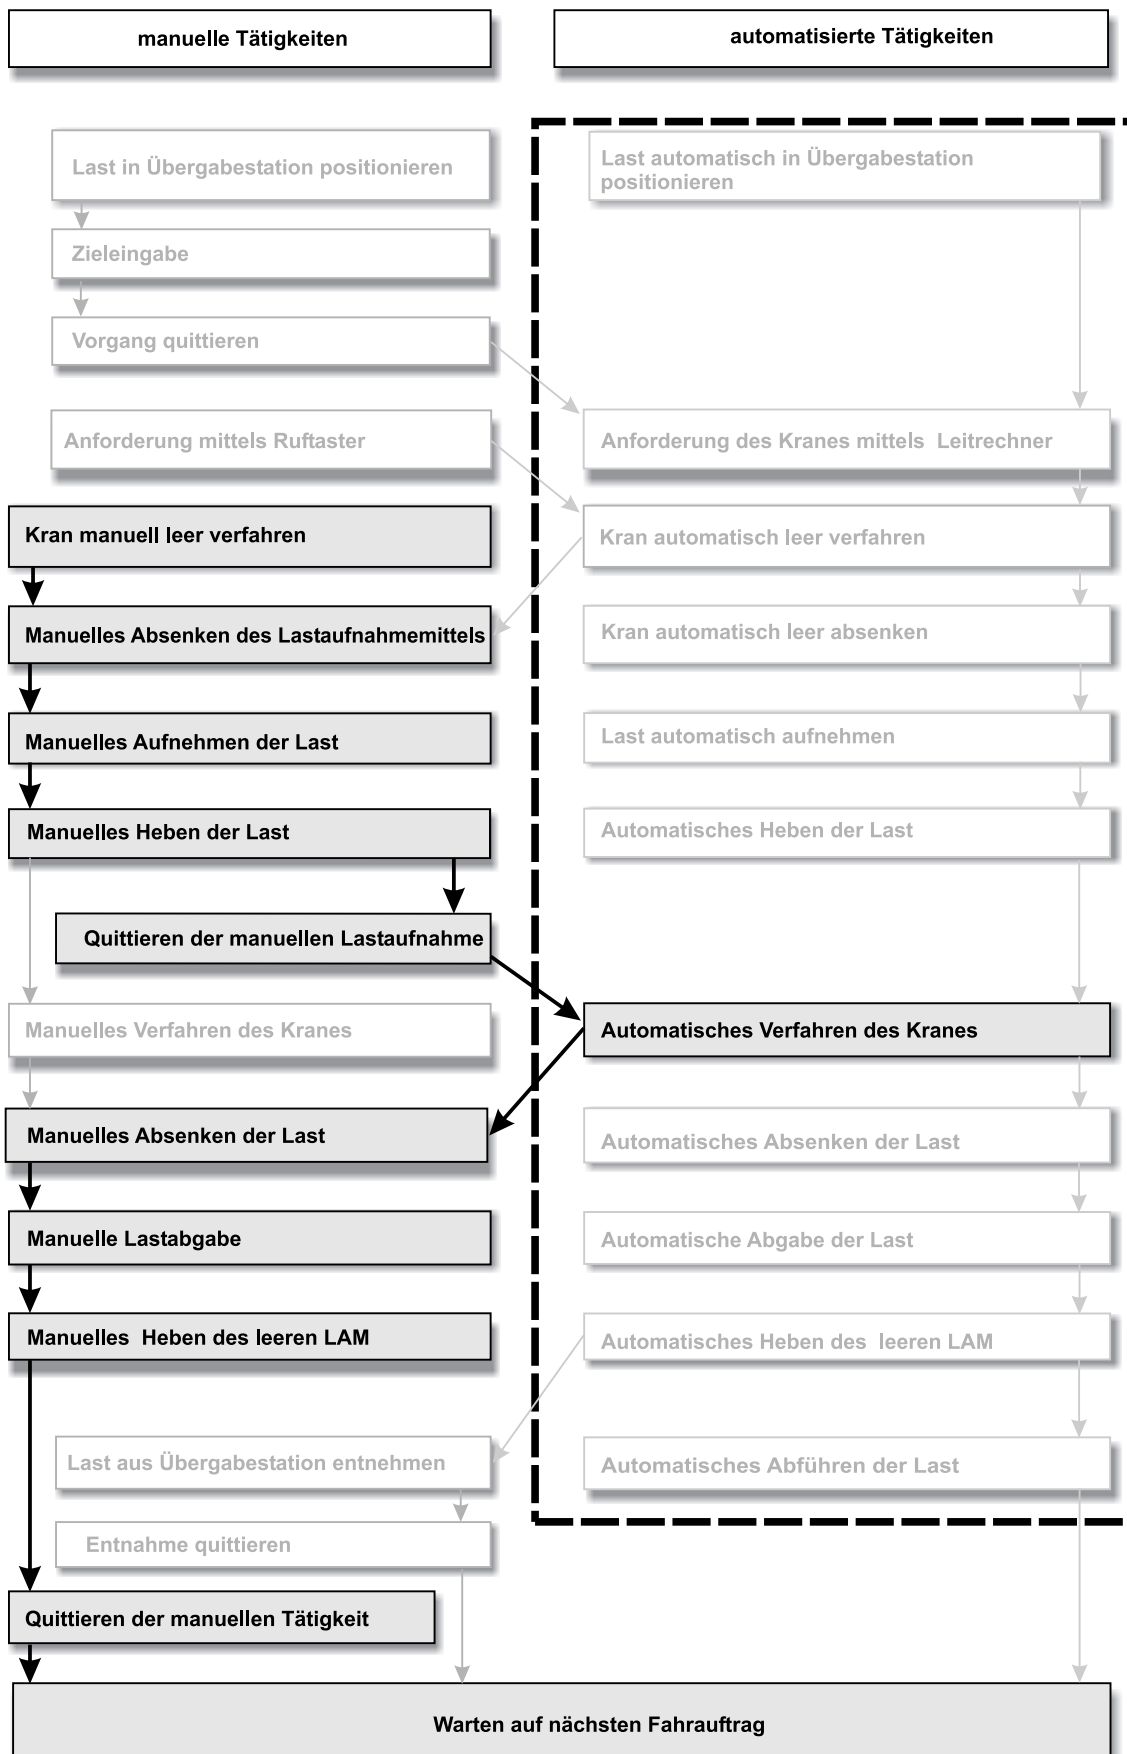 manuelle Tätigkeiten
automatisierte Tätigkeiten
Last in Übergabestation positionieren
Last automatisch in Übergabestation
positionieren
Zieleingabe
Vorgang quittieren
Anforderung mittels Ruftaster
Anforderung des Kranes mittels Leitrechner
Kran manuell leer verfahren
Kran automatisch leer verfahren
Manuelles Absenken des Lastaufnahmemittels
Kran automatisch leer absenken
Manuelles Aufnehmen der Last
Last automatisch aufnehmen
Manuelles Heben der Last
Automatisches Heben der Last
Quittieren der manuellen Lastaufnahme
Manuelles Verfahren des Kranes
Automatisches Verfahren des Kranes
Manuelles Absenken der Last
Automatisches Absenken der Last
Manuelle Lastabgabe
Automatische Abgabe der Last
Manuelles Heben des leeren LAM
Automatisches Heben des leeren LAM
Last aus Übergabestation entnehmen
Automatisches Abführen der Last
Entnahme quittieren
Quittieren der manuellen Tätigkeit
Warten auf nächsten Fahrauftrag